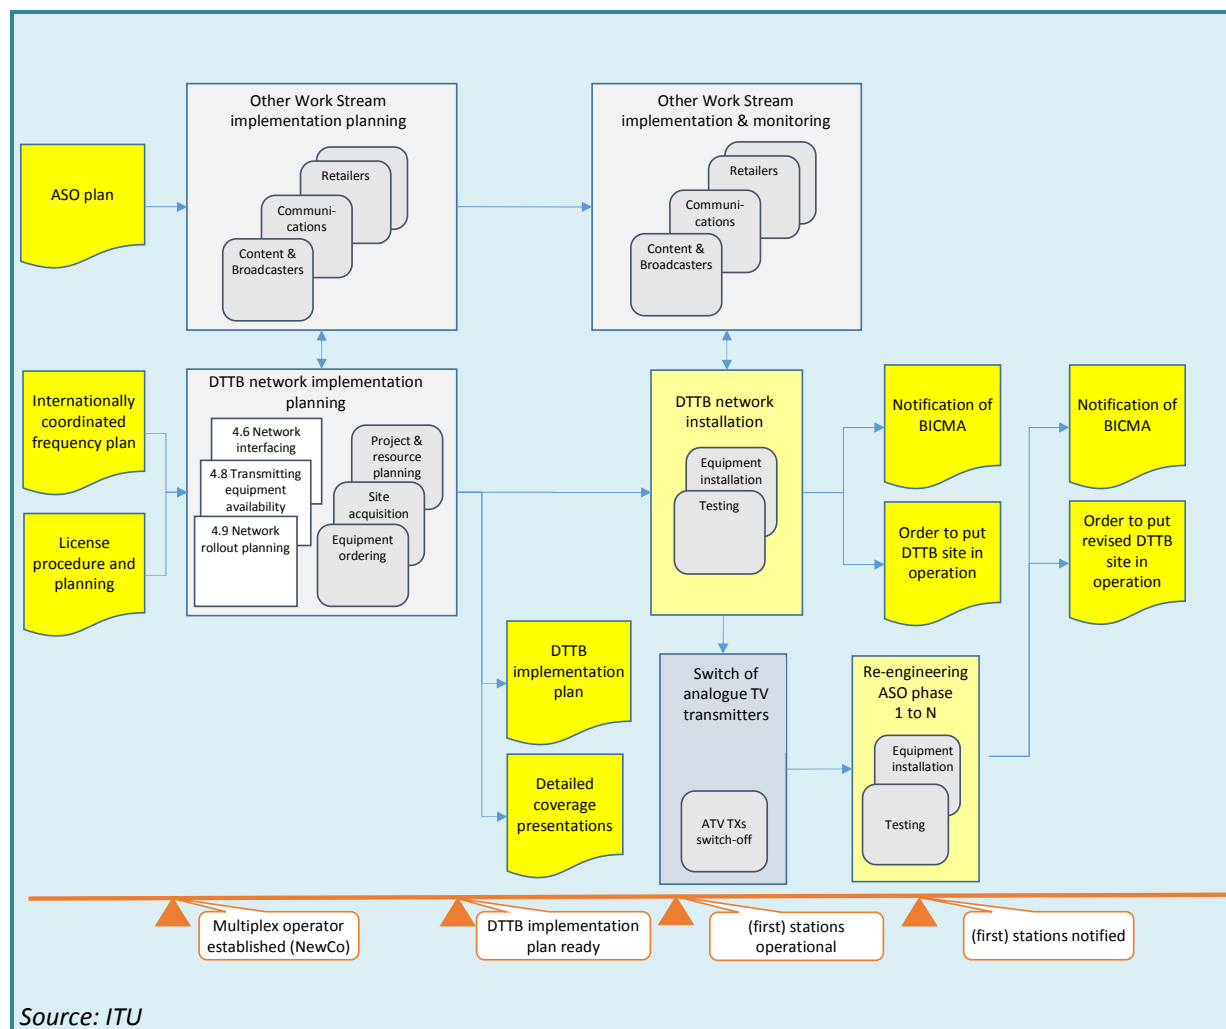 Other Work Stream
implementation planning
Retailers
Communi-
cations
Content &
Broadcasters
Other Work Stream
implementation & monitoring
Retailers
Communi-
cations
Content &
Broadcasters
ASO plan
Internationally
coordinated
frequency plan
License
procedure and
planning
DTTB network implementation
planning
4.6 Network
interfacing
4.8 Transmitting
equipment
availability
4.9 Network
rollout planning
Project &
resource
planning
Site
acquisition
Equipment
ordering
DTTB network
installation
Equipment
installation
Testing
Notification of
BICMA
Notification of
BICMA
Order to put
DTTB site in
operation
Order to put
revised DTTB
site in
operation
DTTB
implementation
plan
Detailed
coverage
presentations
Switch of
analogue TV
transmitters
ATV TXs
switch-off
Re-engineering
ASO phase
1 to N
Equipment
installation
Testing
Multiplex operator
established (NewCo)
DTTB implementation
plan ready
(first) stations
operational
(first) stations notified
Source: ITU